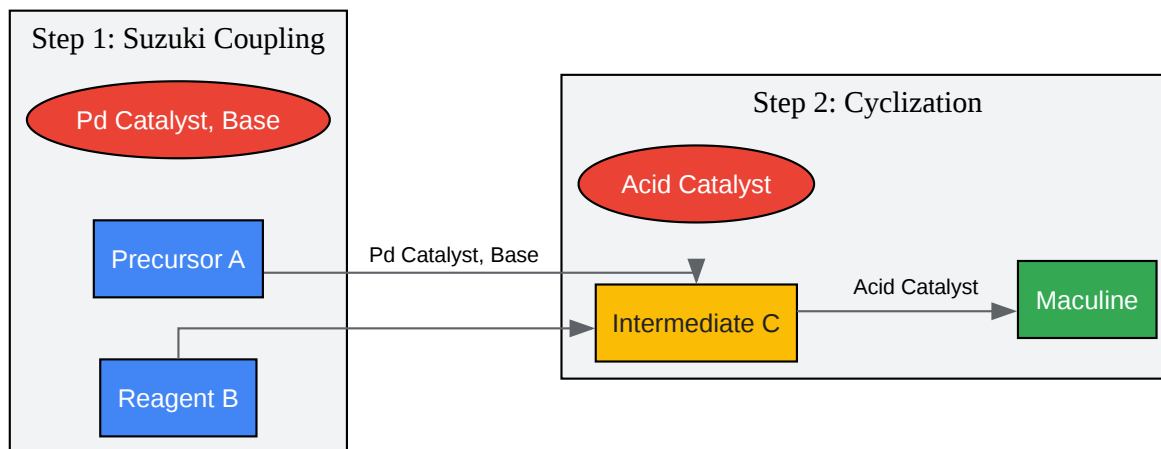 Step 1: Suzuki Coupling
Pd Catalyst, Base
Precursor A
Reagent B
Pd Catalyst, Base
Step 2: Cyclization
Acid Catalyst
Intermediate C
Acid Catalyst
Maculine